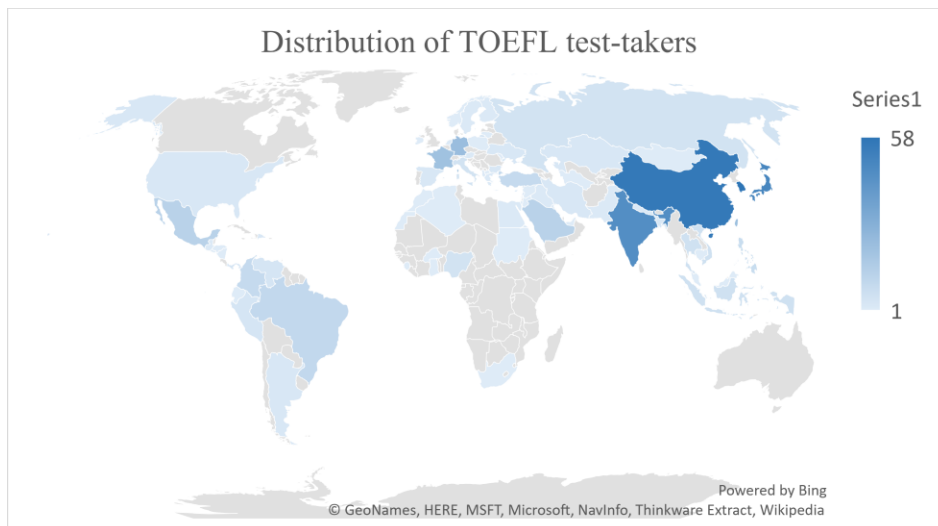 Distribution of TOEFL test-takers
Series1
58
1
Powered by Bing
© GeoNames, HERE, MSFT, Microsoft, NavInfo, Thinkware Extract, Wikipedia